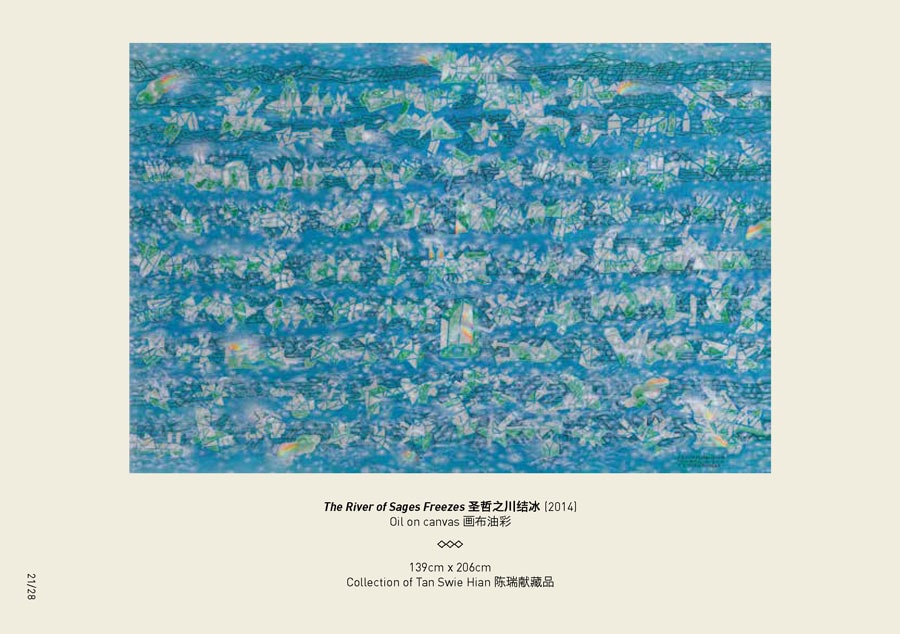 The River of Sages Freezes 圣哲之川结冰 (2014)
Oil on canvas 画布油彩
139cm x 206cm
Collection of Tan Swie Hian 陈瑞献藏品
21/28